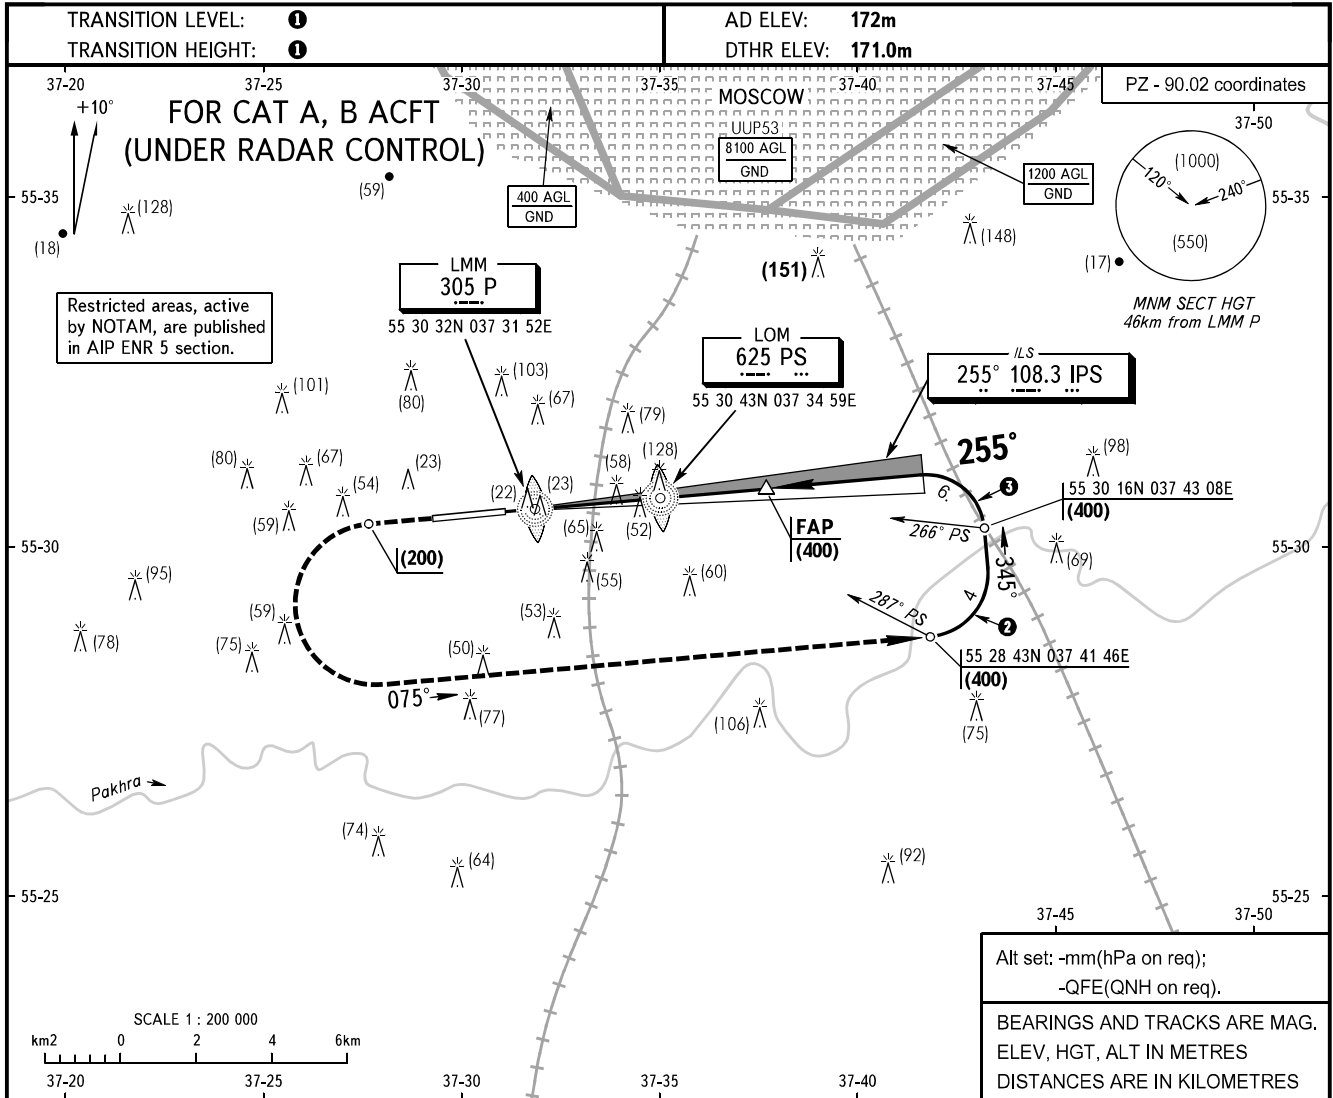 TRANSITION LEVEL: ❶
TRANSITION HEIGHT: ❶
AD ELEV: 172m
DTHR ELEV: 171.0m
37-20 37-25 37-30 37-35 37-40 37-45
PZ - 90.02 coordinates
37-50
+10°
FOR CAT A, B ACFT
(UNDER RADAR CONTROL)
MOSCOW
UUP53
8100 AGL
GND
400 AGL
GND
1200 AGL
GND
(1000)
120°
240°
(550)
MNM SECT HGT
46km from LMM P
55-35
55-35
(59)
(128)
(18)
(148)
(17)
(151)
Restricted areas, active
by NOTAM, are published
in AIP ENR 5 section.
LMM
305 P
55 30 32N 037 31 52E
LOM
625 PS
55 30 43N 037 34 59E
ILS
255° 108.3 IPS
(101)
(80)
(103)
(67)
(79)
(128)
(98)
(80)
(67)
(54)
(23)
(22)
(23)
(58)
(52)
(65)
(59)
(55)
(60)
(69)
255°
6.
❸
55 30 16N 037 43 08E
(400)
266° PS
FAP
(400)
(200)
345°
4
❷
287° PS
55 28 43N 037 41 46E
(400)
55-30
55-30
(95)
(78)
(59)
(75)
(53)
(50)
(77)
075°
(106)
(75)
Pakhra
(74)
(64)
(92)
55-25
55-25
37-45 37-50
Alt set: -mm(hPa on req);
-QFE(QNH on req).
BEARINGS AND TRACKS ARE MAG.
ELEV, HGT, ALT IN METRES
DISTANCES ARE IN KILOMETRES
SCALE 1 : 200 000
km2 0 2 4 6km
37-20 37-25 37-30 37-35 37-40